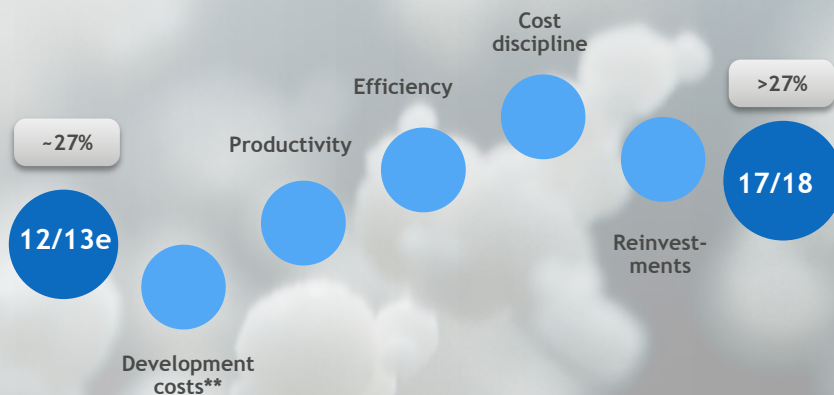 ~27%
12/13e
Development
costs**
Productivity
Efficiency
Cost
discipline
Reinvest-
ments
>27%
17/18